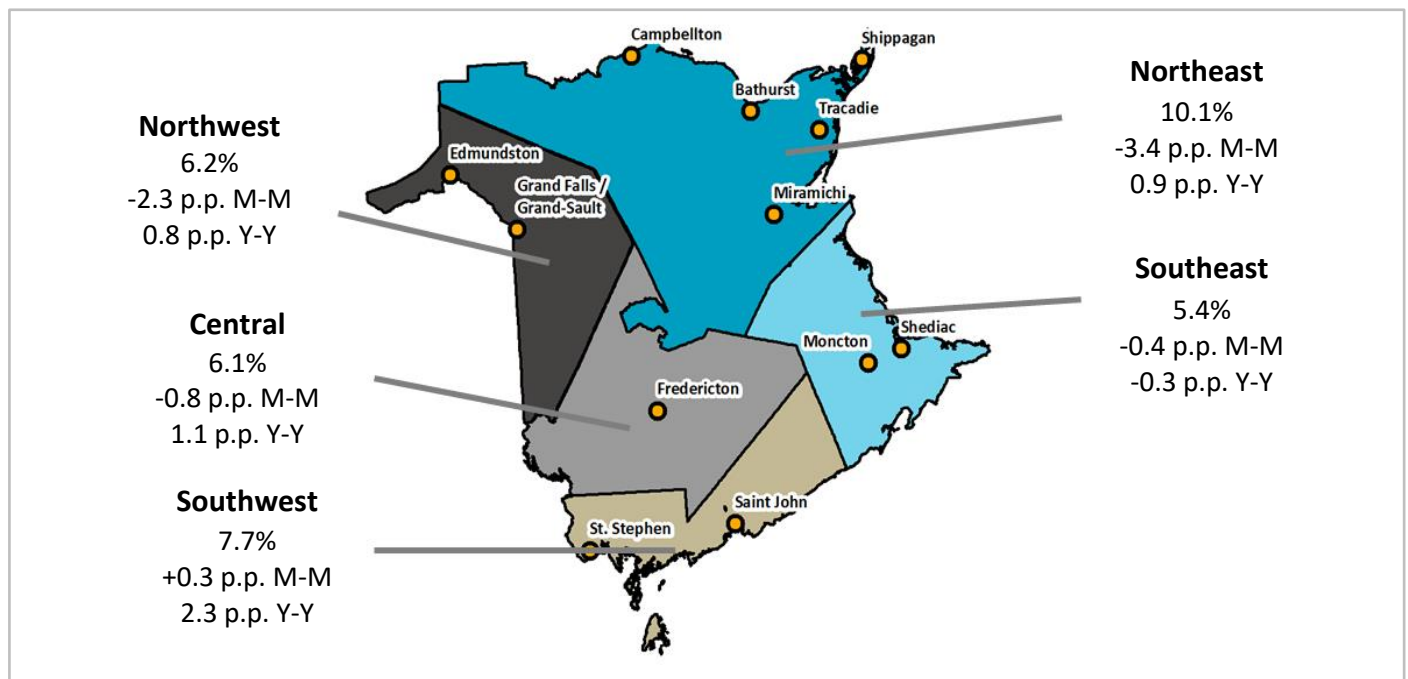 Northwest
6.2%
-2.3 p.p. M-M
0.8 p.p. Y-Y
Central
6.1%
-0.8 p.p. M-M
1.1 p.p. Y-Y
Southwest
7.7%
+0.3 p.p. M-M
2.3 p.p. Y-Y
Campbellton
Shippagan
Bathurst
Tracadie
Edmundston
Grand Falls /
Grand-Sault
Miramichi
Moncton
Shediac
Fredericton
Saint John
St. Stephen
Northeast
10.1%
-3.4 p.p. M-M
0.9 p.p. Y-Y
Southeast
5.4%
-0.4 p.p. M-M
-0.3 p.p. Y-Y